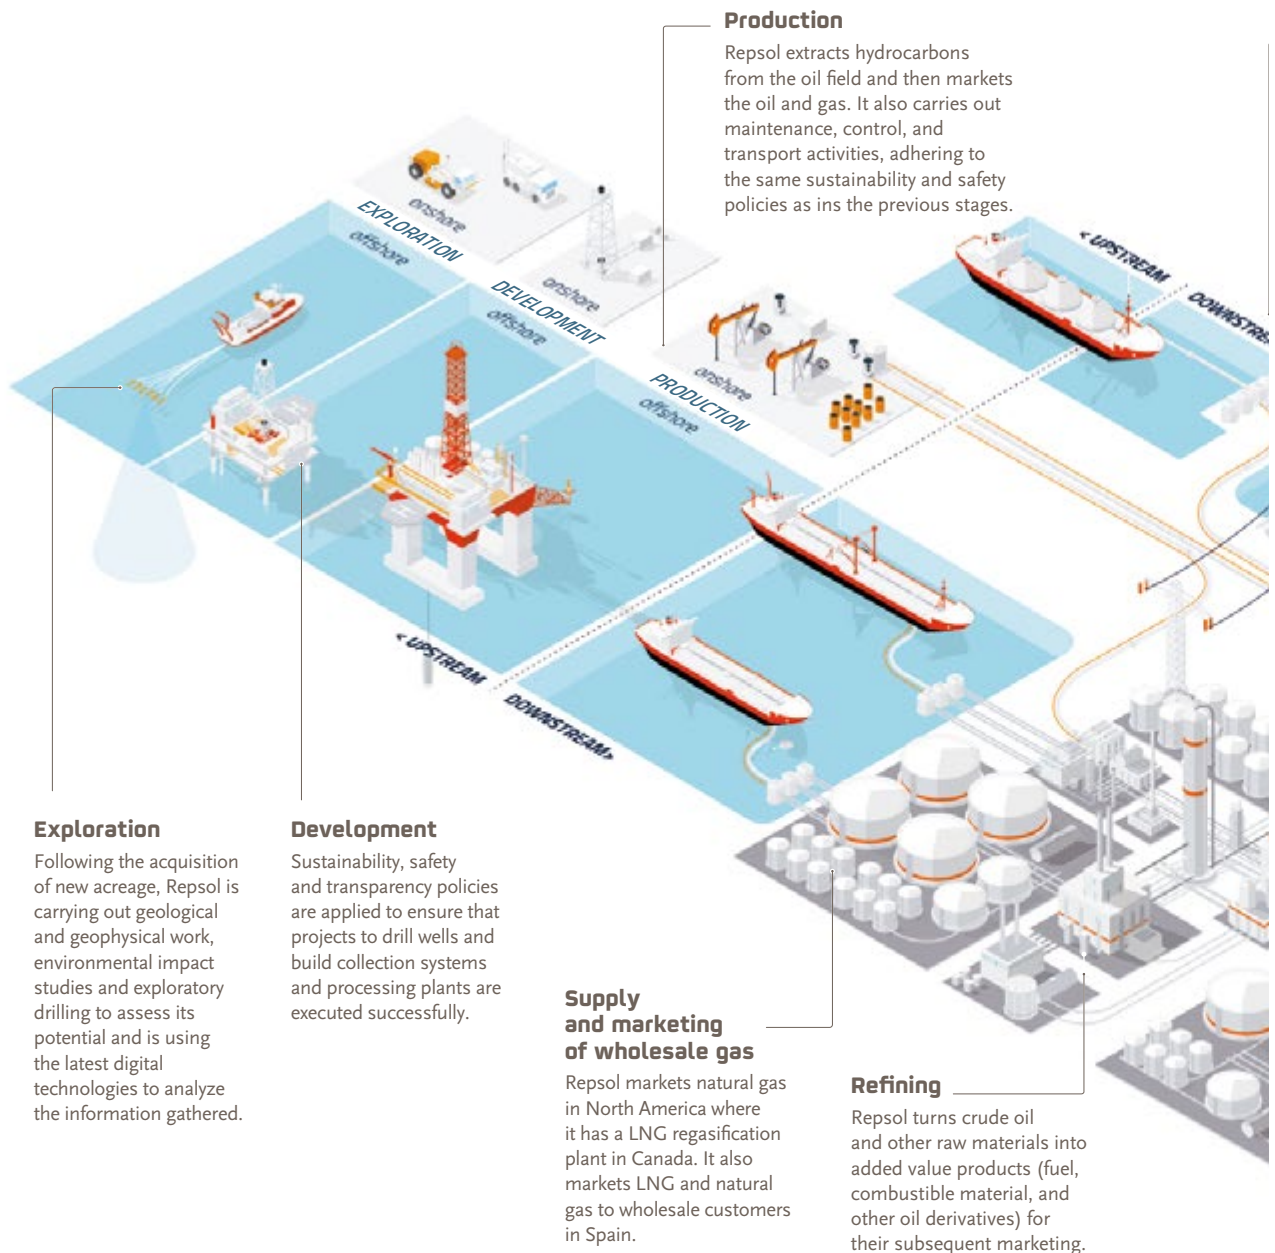 Production
Repsol extracts hydrocarbons
from the oil field and then markets
the oil and gas. It also carries out
maintenance, control, and
transport activities, adhering to
the same sustainability and safety
policies as ins the previous stages.
onshore
EXPLORATION
offshore
onshore
DEVELOPMENT
offshore
onshore
PRODUCTION
offshore
< UPSTREAM
DOWNSTREA
< UPSTREAM
DOWNSTREAM>
Exploration
Following the acquisition
of new acreage, Repsol is
carrying out geological
and geophysical work,
environmental impact
studies and exploratory
drilling to assess its
potential and is using
the latest digital
technologies to analyze
the information gathered.
Development
Sustainability, safety
and transparency policies
are applied to ensure that
projects to drill wells and
build collection systems
and processing plants are
executed successfully.
Supply
and marketing
of wholesale gas
Repsol markets natural gas
in North America where
it has a LNG regasification
plant in Canada. It also
markets LNG and natural
gas to wholesale customers
in Spain.
Refining
Repsol turns crude oil
and other raw materials into
added value products (fuel,
combustible material, and
other oil derivatives) for
their subsequent marketing.